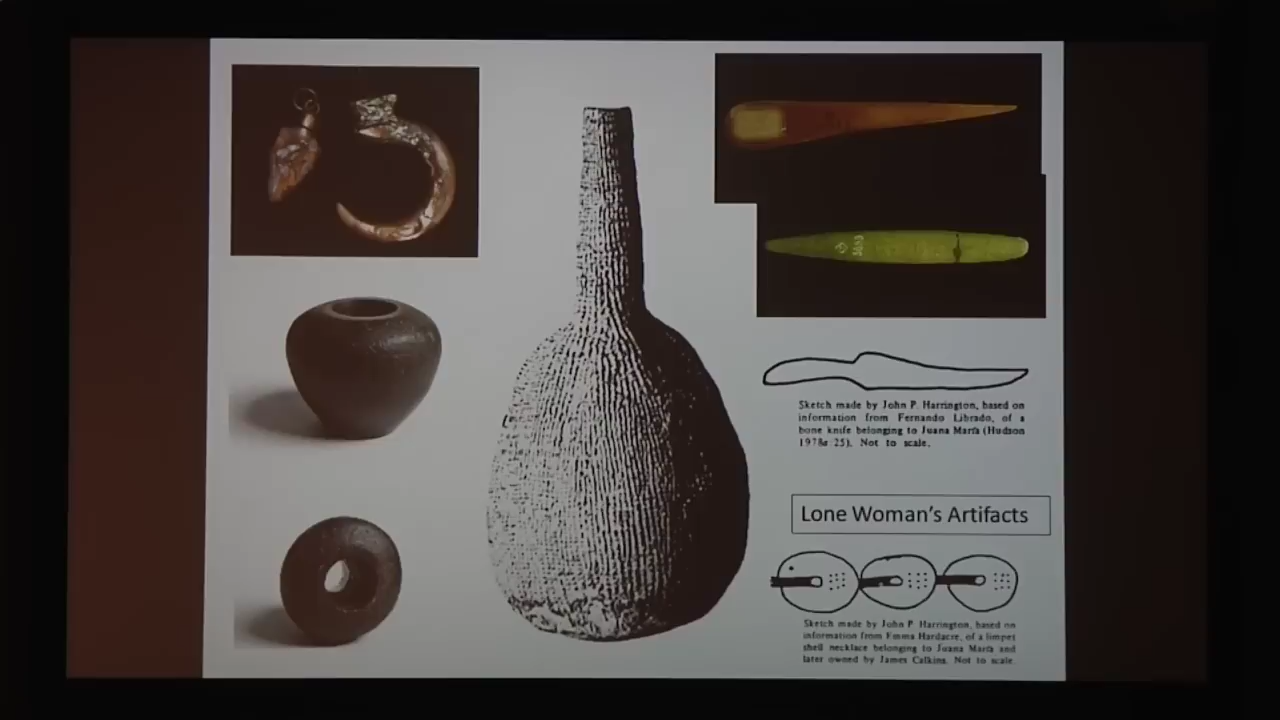 Sketch made by John P. Harrington, based on
information from Fernando Librado, of a
bone knife belonging to Juana María (Hudson
1978a 25). Not to scale.
Lone Woman's Artifacts
Sketch made by John P Harrington, based on
information from Emma Hardacre, of a limpet
shell necklace belonging to Juana María and
later owned by James Calkins. Not to scale.